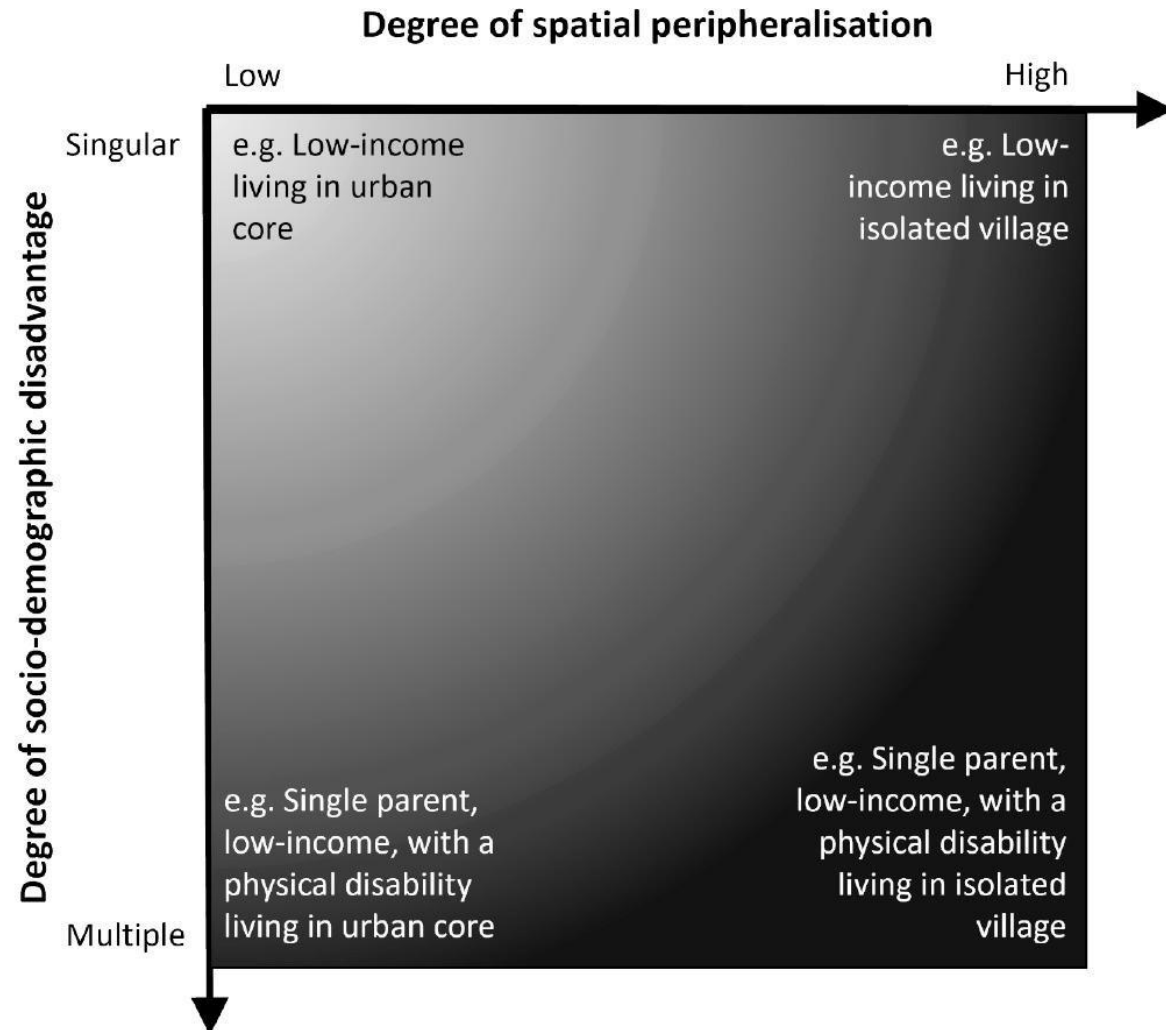 Degree of spatial peripheralisation
Low
High
Singular
Degree of socio-demographic disadvantage
Multiple
e.g. Low-income
living in urban
core
e.g. Low-
income living in
isolated village
e.g. Single parent,
low-income, with a
physical disability
living in urban core
e.g. Single parent,
low-income, with a
physical disability
living in isolated
village